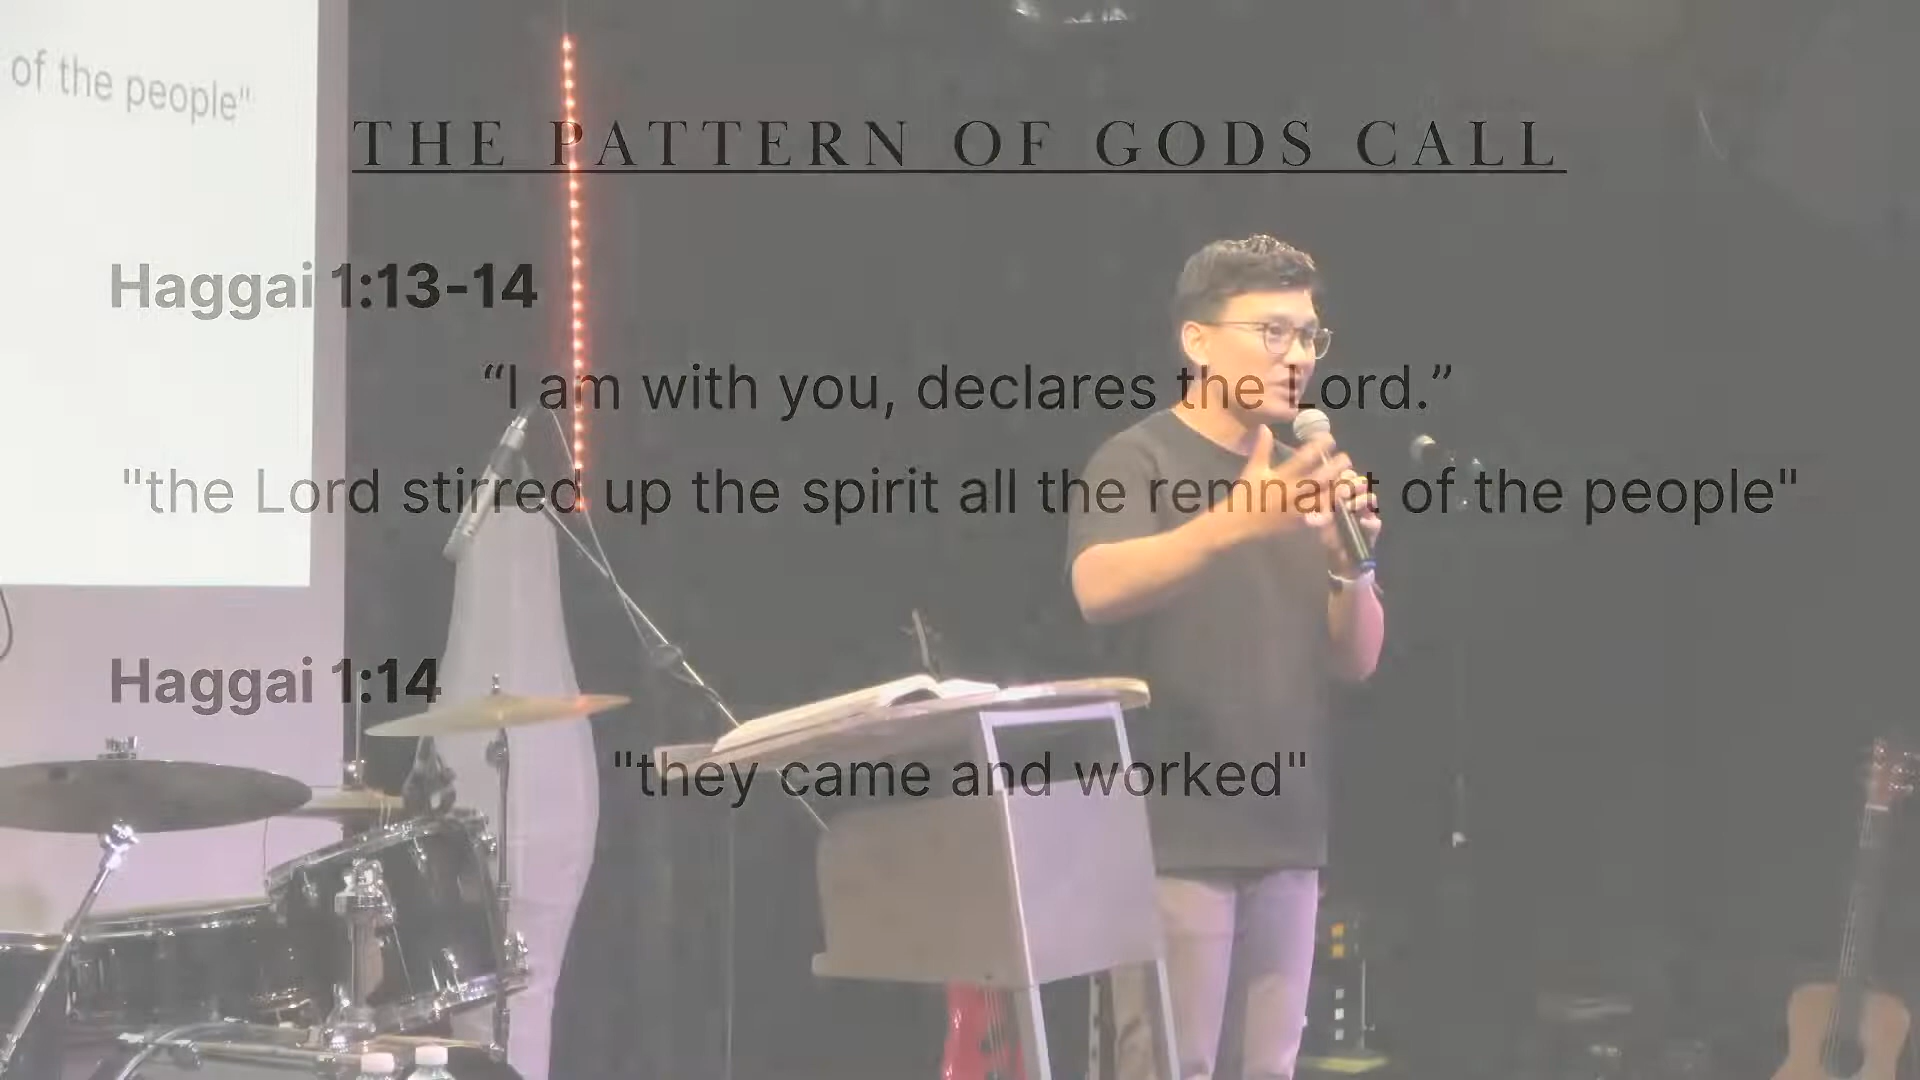 of the people"
THE PATTERN OF GODS CALL
Haggai 1:13-14
“I am with you, declares the Lord.”
"the Lord stirred up the spirit all the remnant of the people"
Haggai 1:14
"they came and worked"